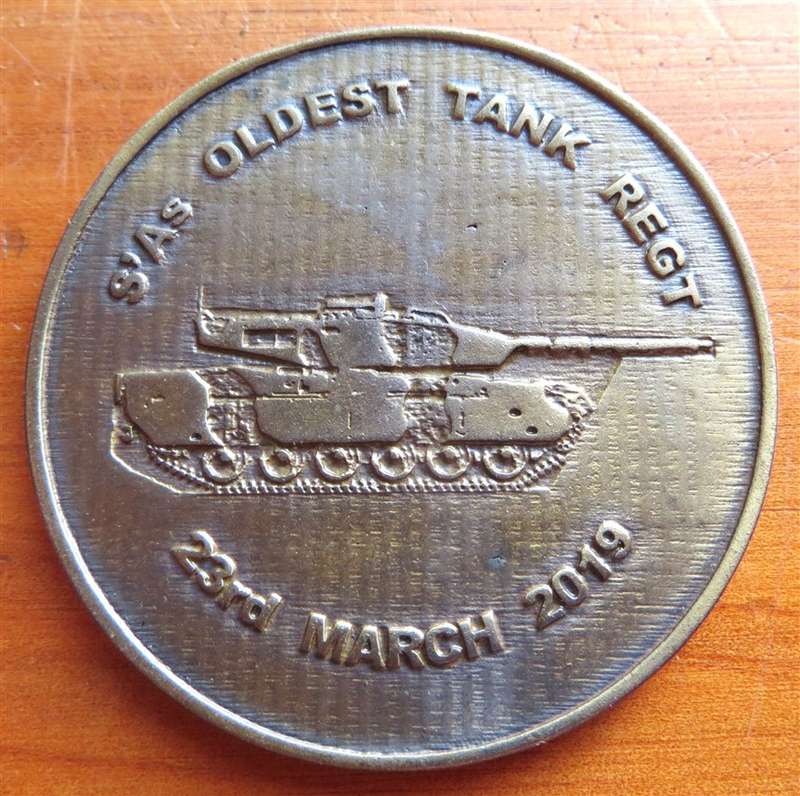 S'As OLDEST TANK REGT
23rd MARCH 2019